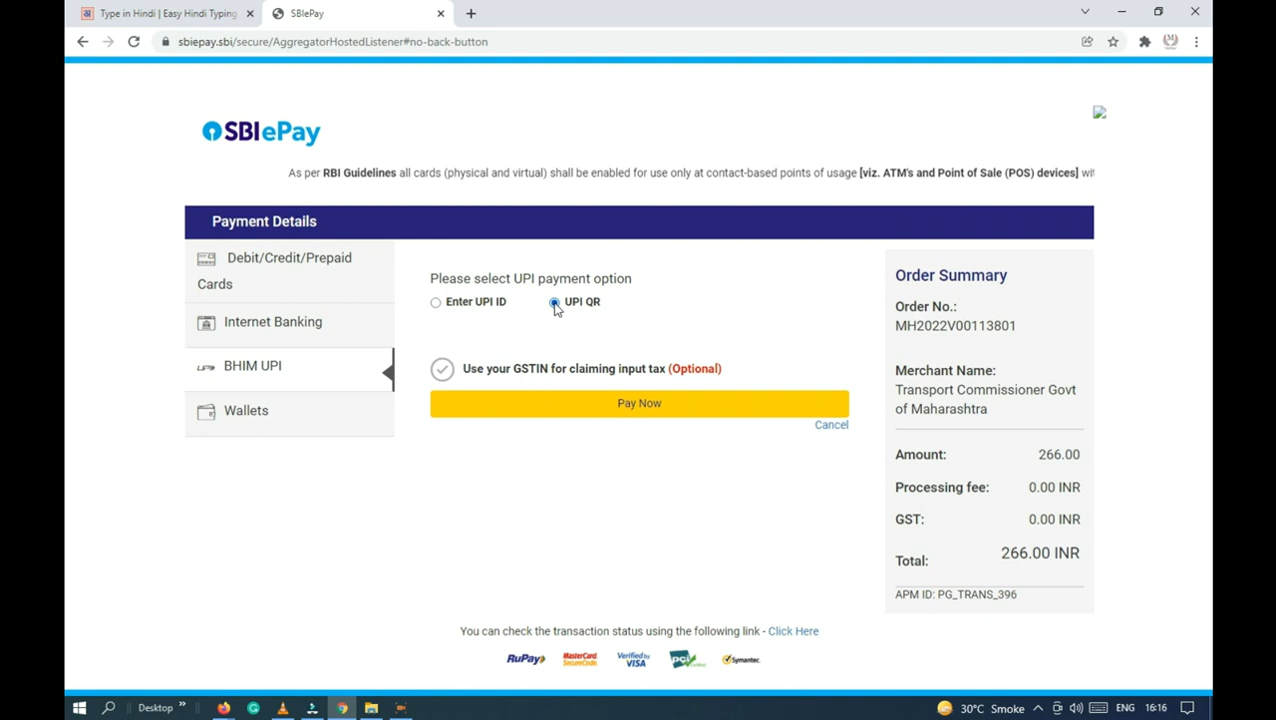 Type in Hindi | Easy Hindi Typing
SBIePay
sbiepay.sbi/secure/AggregatorHostedListener#no-back-button
SBI ePay
As per RBI Guidelines all cards (physical and virtual) shall be enabled for use only at contact-based points of usage [viz. ATM's and Point of Sale (POS) devices] wit
Payment Details
Debit/Credit/Prepaid
Cards
Internet Banking
BHIM UPI
Wallets
Please select UPI payment option
Enter UPI ID UPI QR
Use your GSTIN for claiming input tax (Optional)
Pay Now
Cancel
Order Summary
Order No.:
MH2022V00113801
Merchant Name:
Transport Commissioner Govt
of Maharashtra
Amount: 266.00
Processing fee: 0.00 INR
GST: 0.00 INR
Total: 266.00 INR
APM ID: PG_TRANS_396
You can check the transaction status using the following link - Click Here
RuPay MasterCard SecureCode Verified by VISA pci Symantec
Desktop 30°C Smoke ENG 16:16